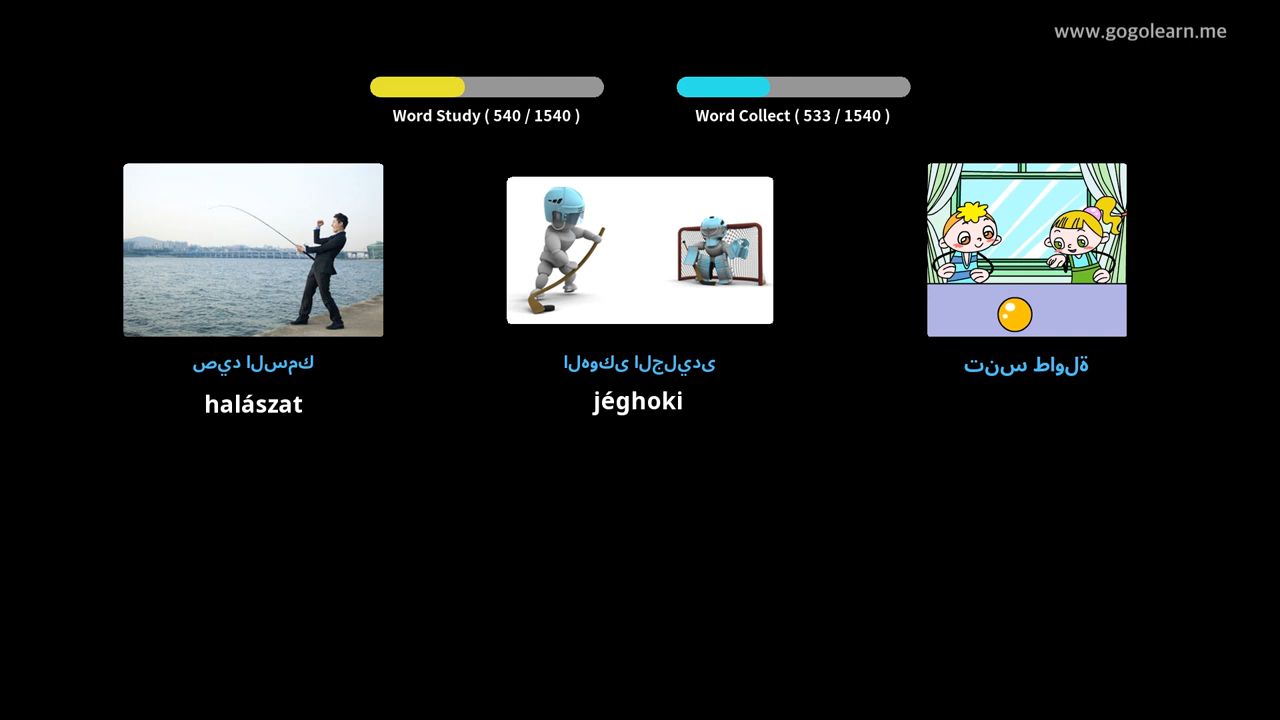 www.gogolearn.me
Word Study ( 540 / 1540 )
Word Collect ( 533 / 1540 )
صيد السمك
halászat
الهوكى الجليدى
jéghoki
تنس طاولة